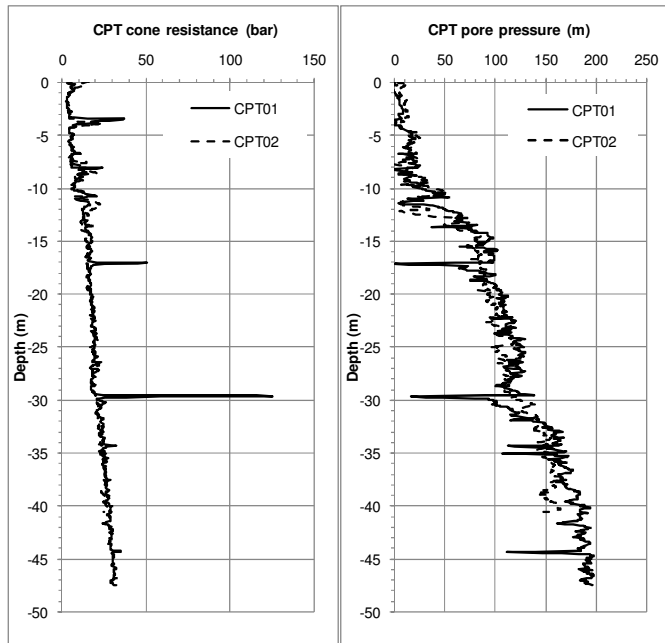 CPT cone resistance (bar)
0 50 100 150
0
-5
-10
-15
-20
-25
-30
-35
-40
-45
-50
Depth (m)
CPT01
CPT02
CPT pore pressure (m)
0 50 100 150 200 250
0
-5
-10
-15
-20
-25
-30
-35
-40
-45
-50
Depth (m)
CPT01
CPT02